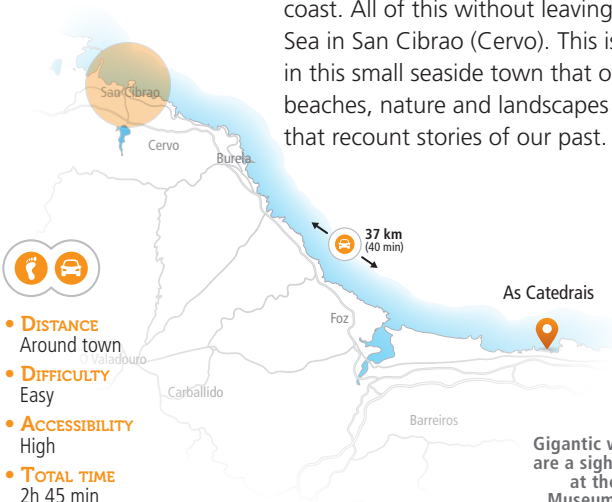 coast. All of this without leaving
Sea in San Cibrao (Cervo). This is
in this small seaside town that o
beaches, nature and landscapes
that recount stories of our past.
San Cibrao
Cervo
Burela
37 km
(40 min)
As Catedrais
Foz
• DISTANCE
Around town
O Valadouro
• DIFFICULTY
Easy
Carballido
• ACCESSIBILITY
High
Barreiros
• TOTAL TIME
2h 45 min
Gigantic w
are a sigh
at the
Museum